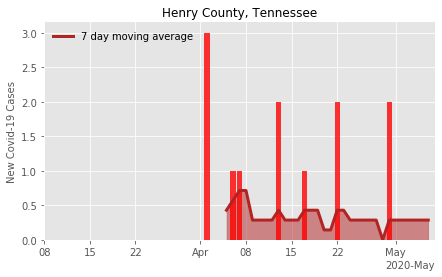 Henry County, Tennessee
7 day moving average
New Covid-19 Cases
3.0
2.5
2.0
1.5
1.0
0.5
0.0
08 15 22 Apr 08 15 22 May
2020-May